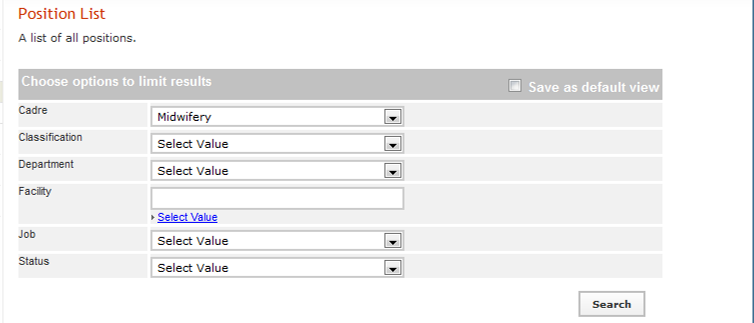 Position List
A list of all positions.
Choose options to limit results Save as default view
Cadre Midwifery
Classification Select Value
Department Select Value
Facility
Select Value
Job Select Value
Status Select Value
Search